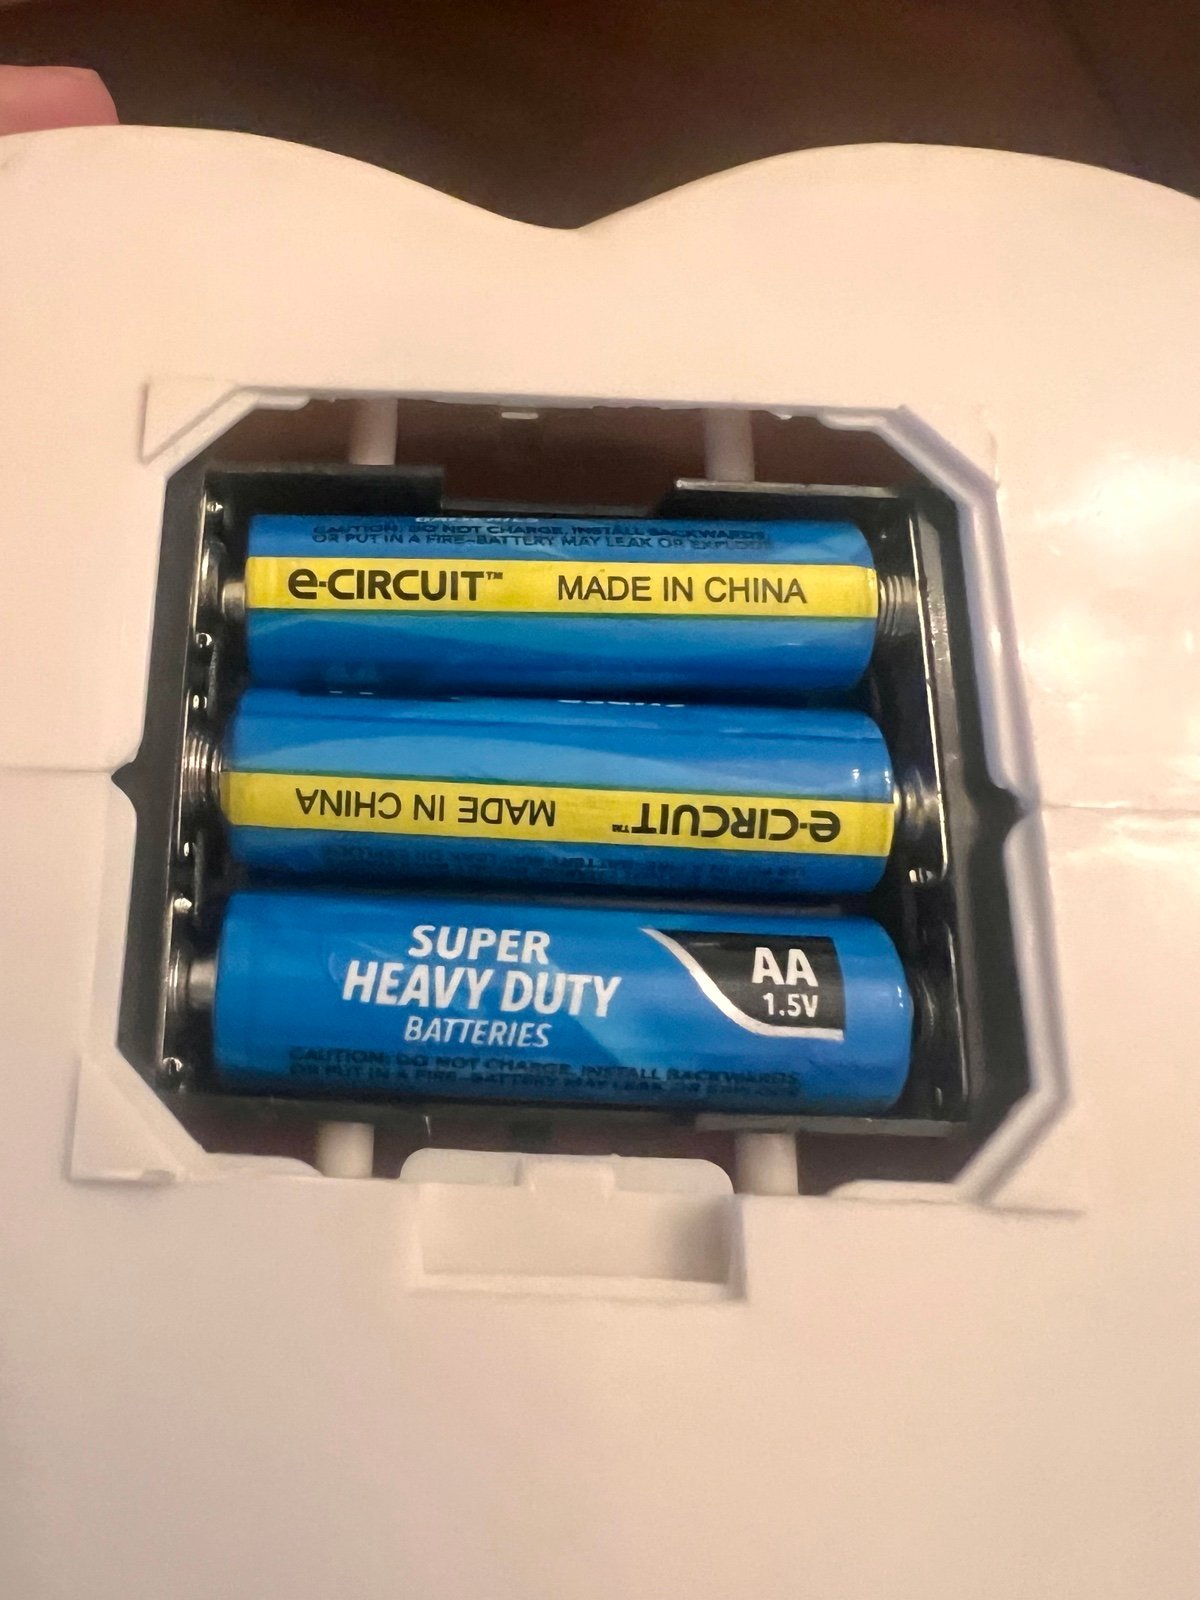 CAUTION: DO NOT CHARGE, INSTALL BACKWARDS
OR PUT IN A FIRE–BATTERY MAY LEAK OR EXPLODE
e-CIRCUIT™ MADE IN CHINA
AA
e-CIRCUIT™ MADE IN CHINA
SUPER
HEAVY DUTY
BATTERIES
AA
1.5V
CAUTION: DO NOT CHARGE, INSTALL BACKWARDS
OR PUT IN A FIRE–BATTERY MAY LEAK OR EXPLODE